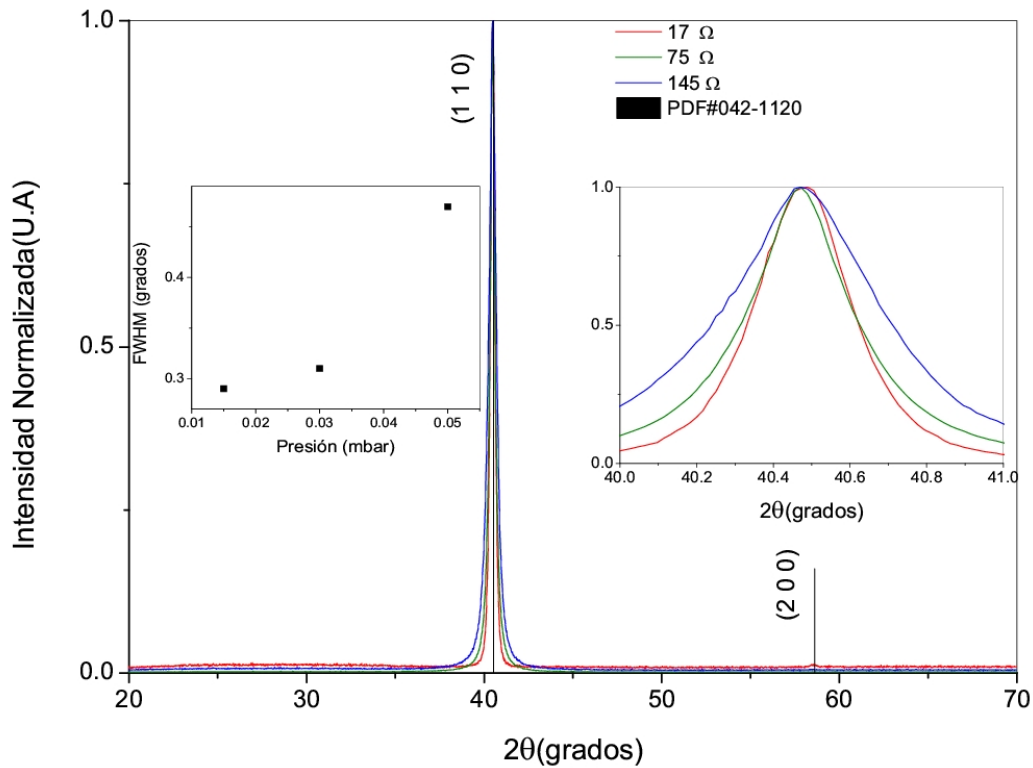 17 Ω
75 Ω
145 Ω
PDF#042-1120
(1 1 0)
(2 0 0)
Intensidad Normalizada(U.A)
1.0
0.5
0.0
20 30 40 50 60 70
2θ(grados)
FWHM (grados)
0.4
0.3
0.01 0.02 0.03 0.04 0.05
Presión (mbar)
1.0
0.5
0.0
40.0 40.2 40.4 40.6 40.8 41.0
2θ(grados)